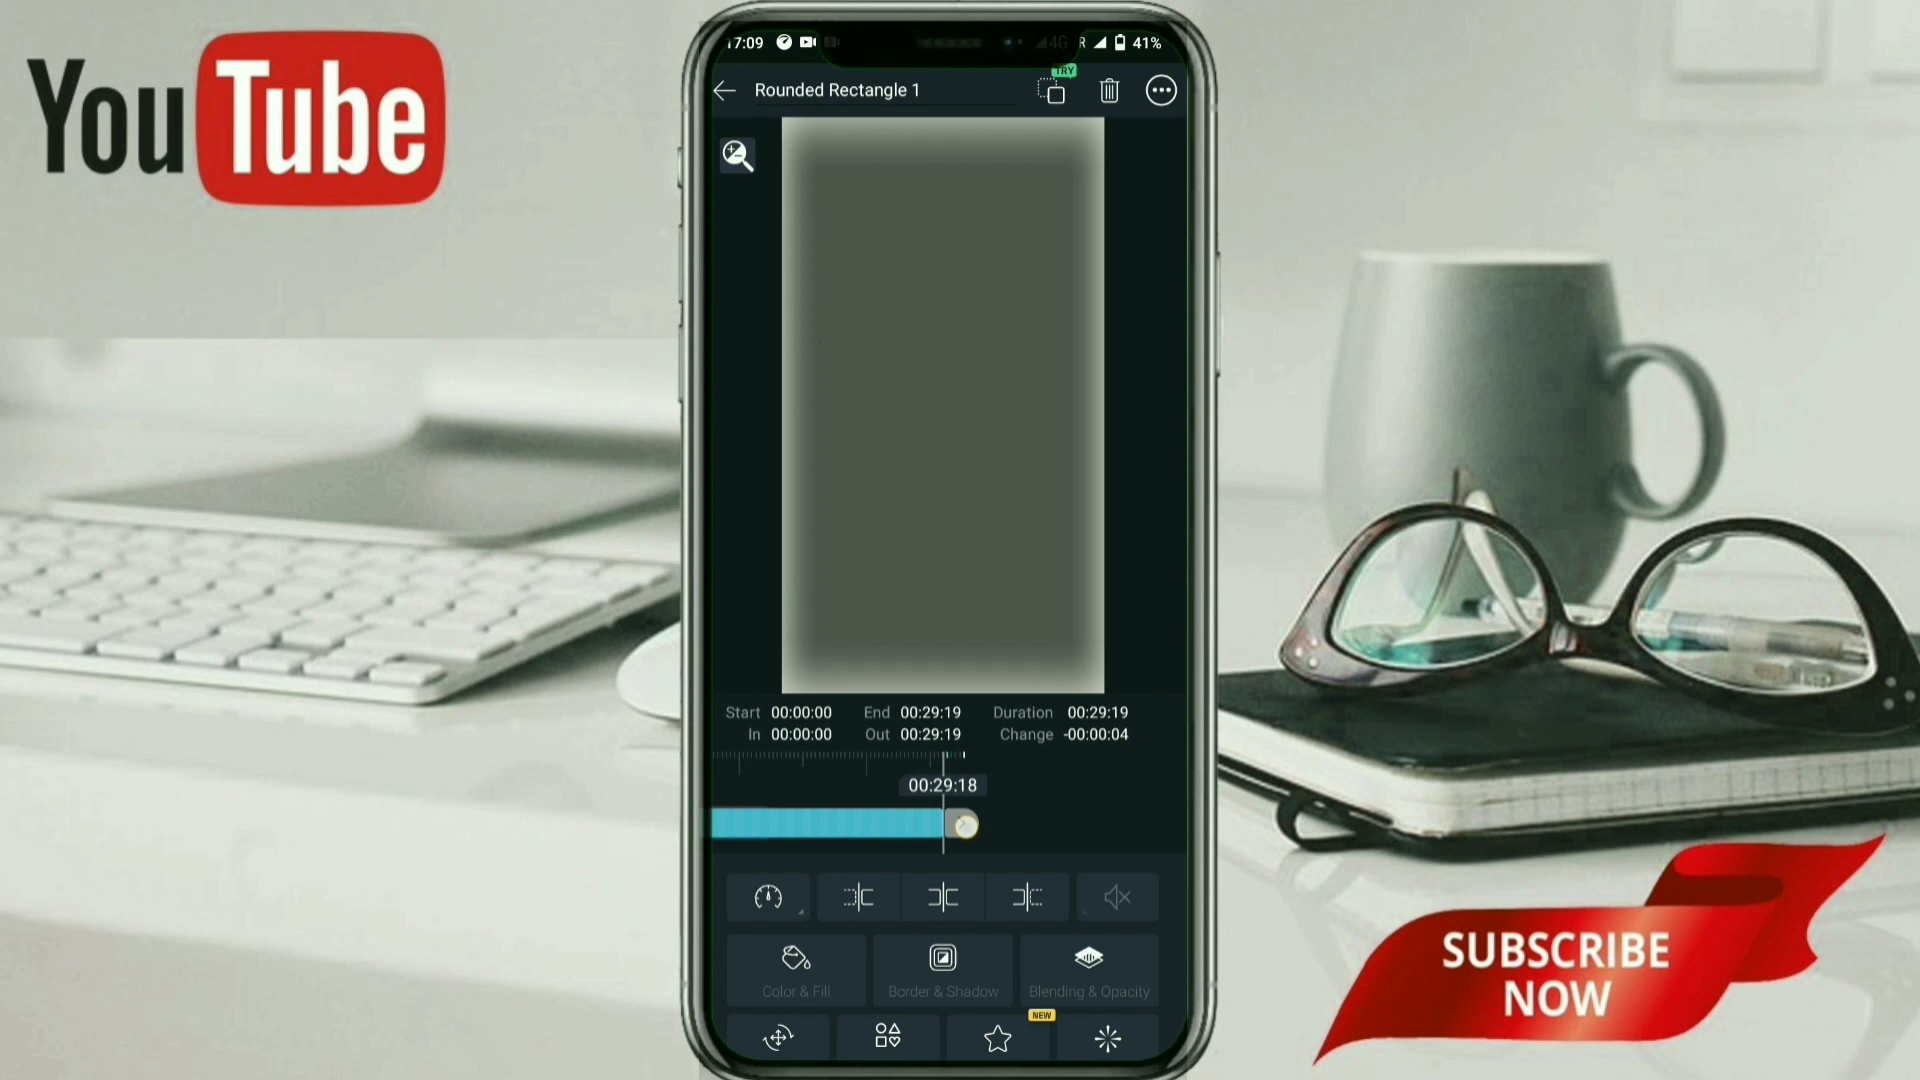 YouTube
17:09
4G
R
41%
TRY
Rounded Rectangle 1
Start 00:00:00 End 00:29:19 Duration 00:29:19
In 00:00:00 Out 00:29:19 Change -00:00:04
00:29:18
Color & Fill
Border & Shadow
Blending & Opacity
NEW
SUBSCRIBE
NOW